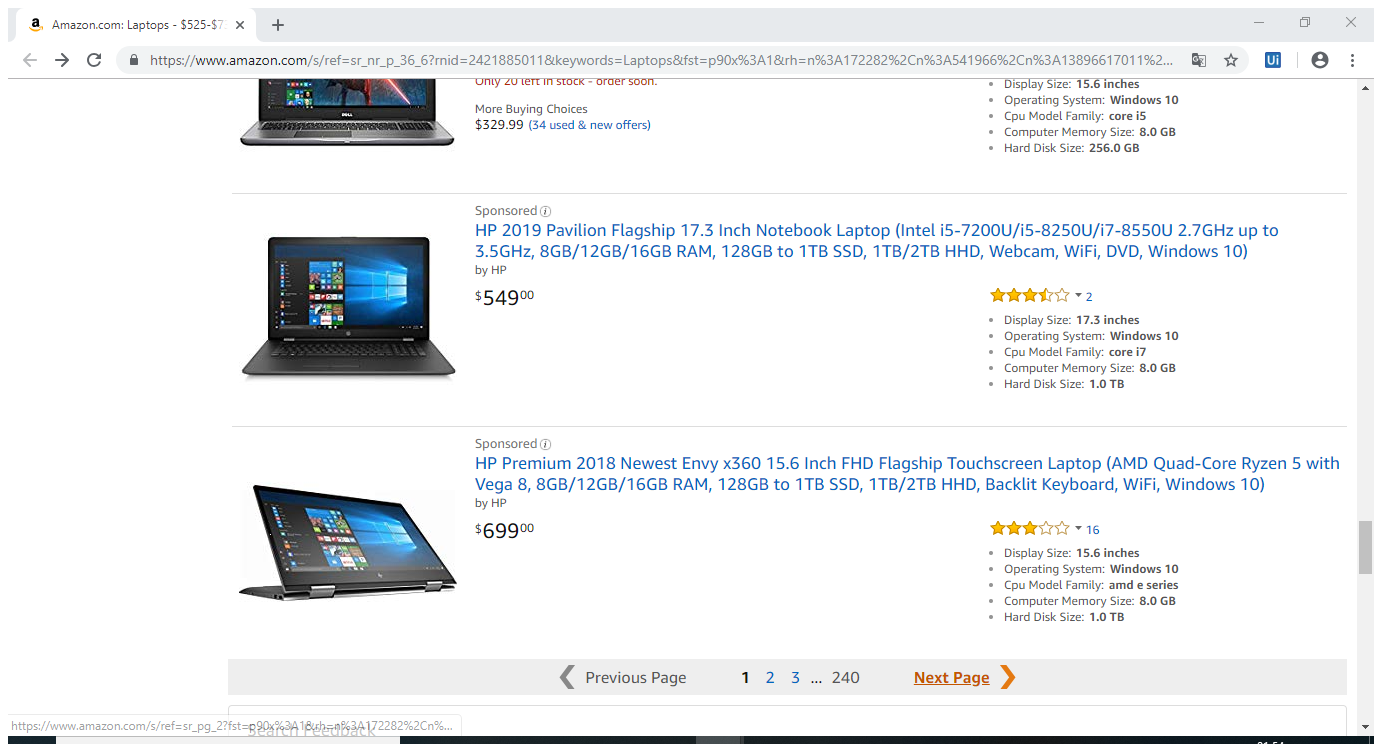 Amazon.com: Laptops - $525-$7
https://www.amazon.com/s/ref=sr_nr_p_36_6?rnid=2421885011&keywords=Laptops&fst=p90x%3A1&rh=n%3A172282%2Cn%3A541966%2Cn%3A13896617011%2...
Ui
Only 20 left in stock - order soon.
More Buying Choices
$329.99 (34 used & new offers)
Display Size: 15.6 inches
Operating System: Windows 10
Cpu Model Family: core i5
Computer Memory Size: 8.0 GB
Hard Disk Size: 256.0 GB
DELL
Sponsored
HP 2019 Pavilion Flagship 17.3 Inch Notebook Laptop (Intel i5-7200U/i5-8250U/i7-8550U 2.7GHz up to
3.5GHz, 8GB/12GB/16GB RAM, 128GB to 1TB SSD, 1TB/2TB HHD, Webcam, WiFi, DVD, Windows 10)
by HP
$54900
2
Display Size: 17.3 inches
Operating System: Windows 10
Cpu Model Family: core i7
Computer Memory Size: 8.0 GB
Hard Disk Size: 1.0 TB
Sponsored
HP Premium 2018 Newest Envy x360 15.6 Inch FHD Flagship Touchscreen Laptop (AMD Quad-Core Ryzen 5 with
Vega 8, 8GB/12GB/16GB RAM, 128GB to 1TB SSD, 1TB/2TB HHD, Backlit Keyboard, WiFi, Windows 10)
by HP
$69900
16
Display Size: 15.6 inches
Operating System: Windows 10
Cpu Model Family: amd e series
Computer Memory Size: 8.0 GB
Hard Disk Size: 1.0 TB
Previous Page 1 2 3 ... 240 Next Page
https://www.amazon.com/s/ref=sr_pg_2?fst=p90x%3A1&rh=n%3A172282%2Cn%...
Search Feedback